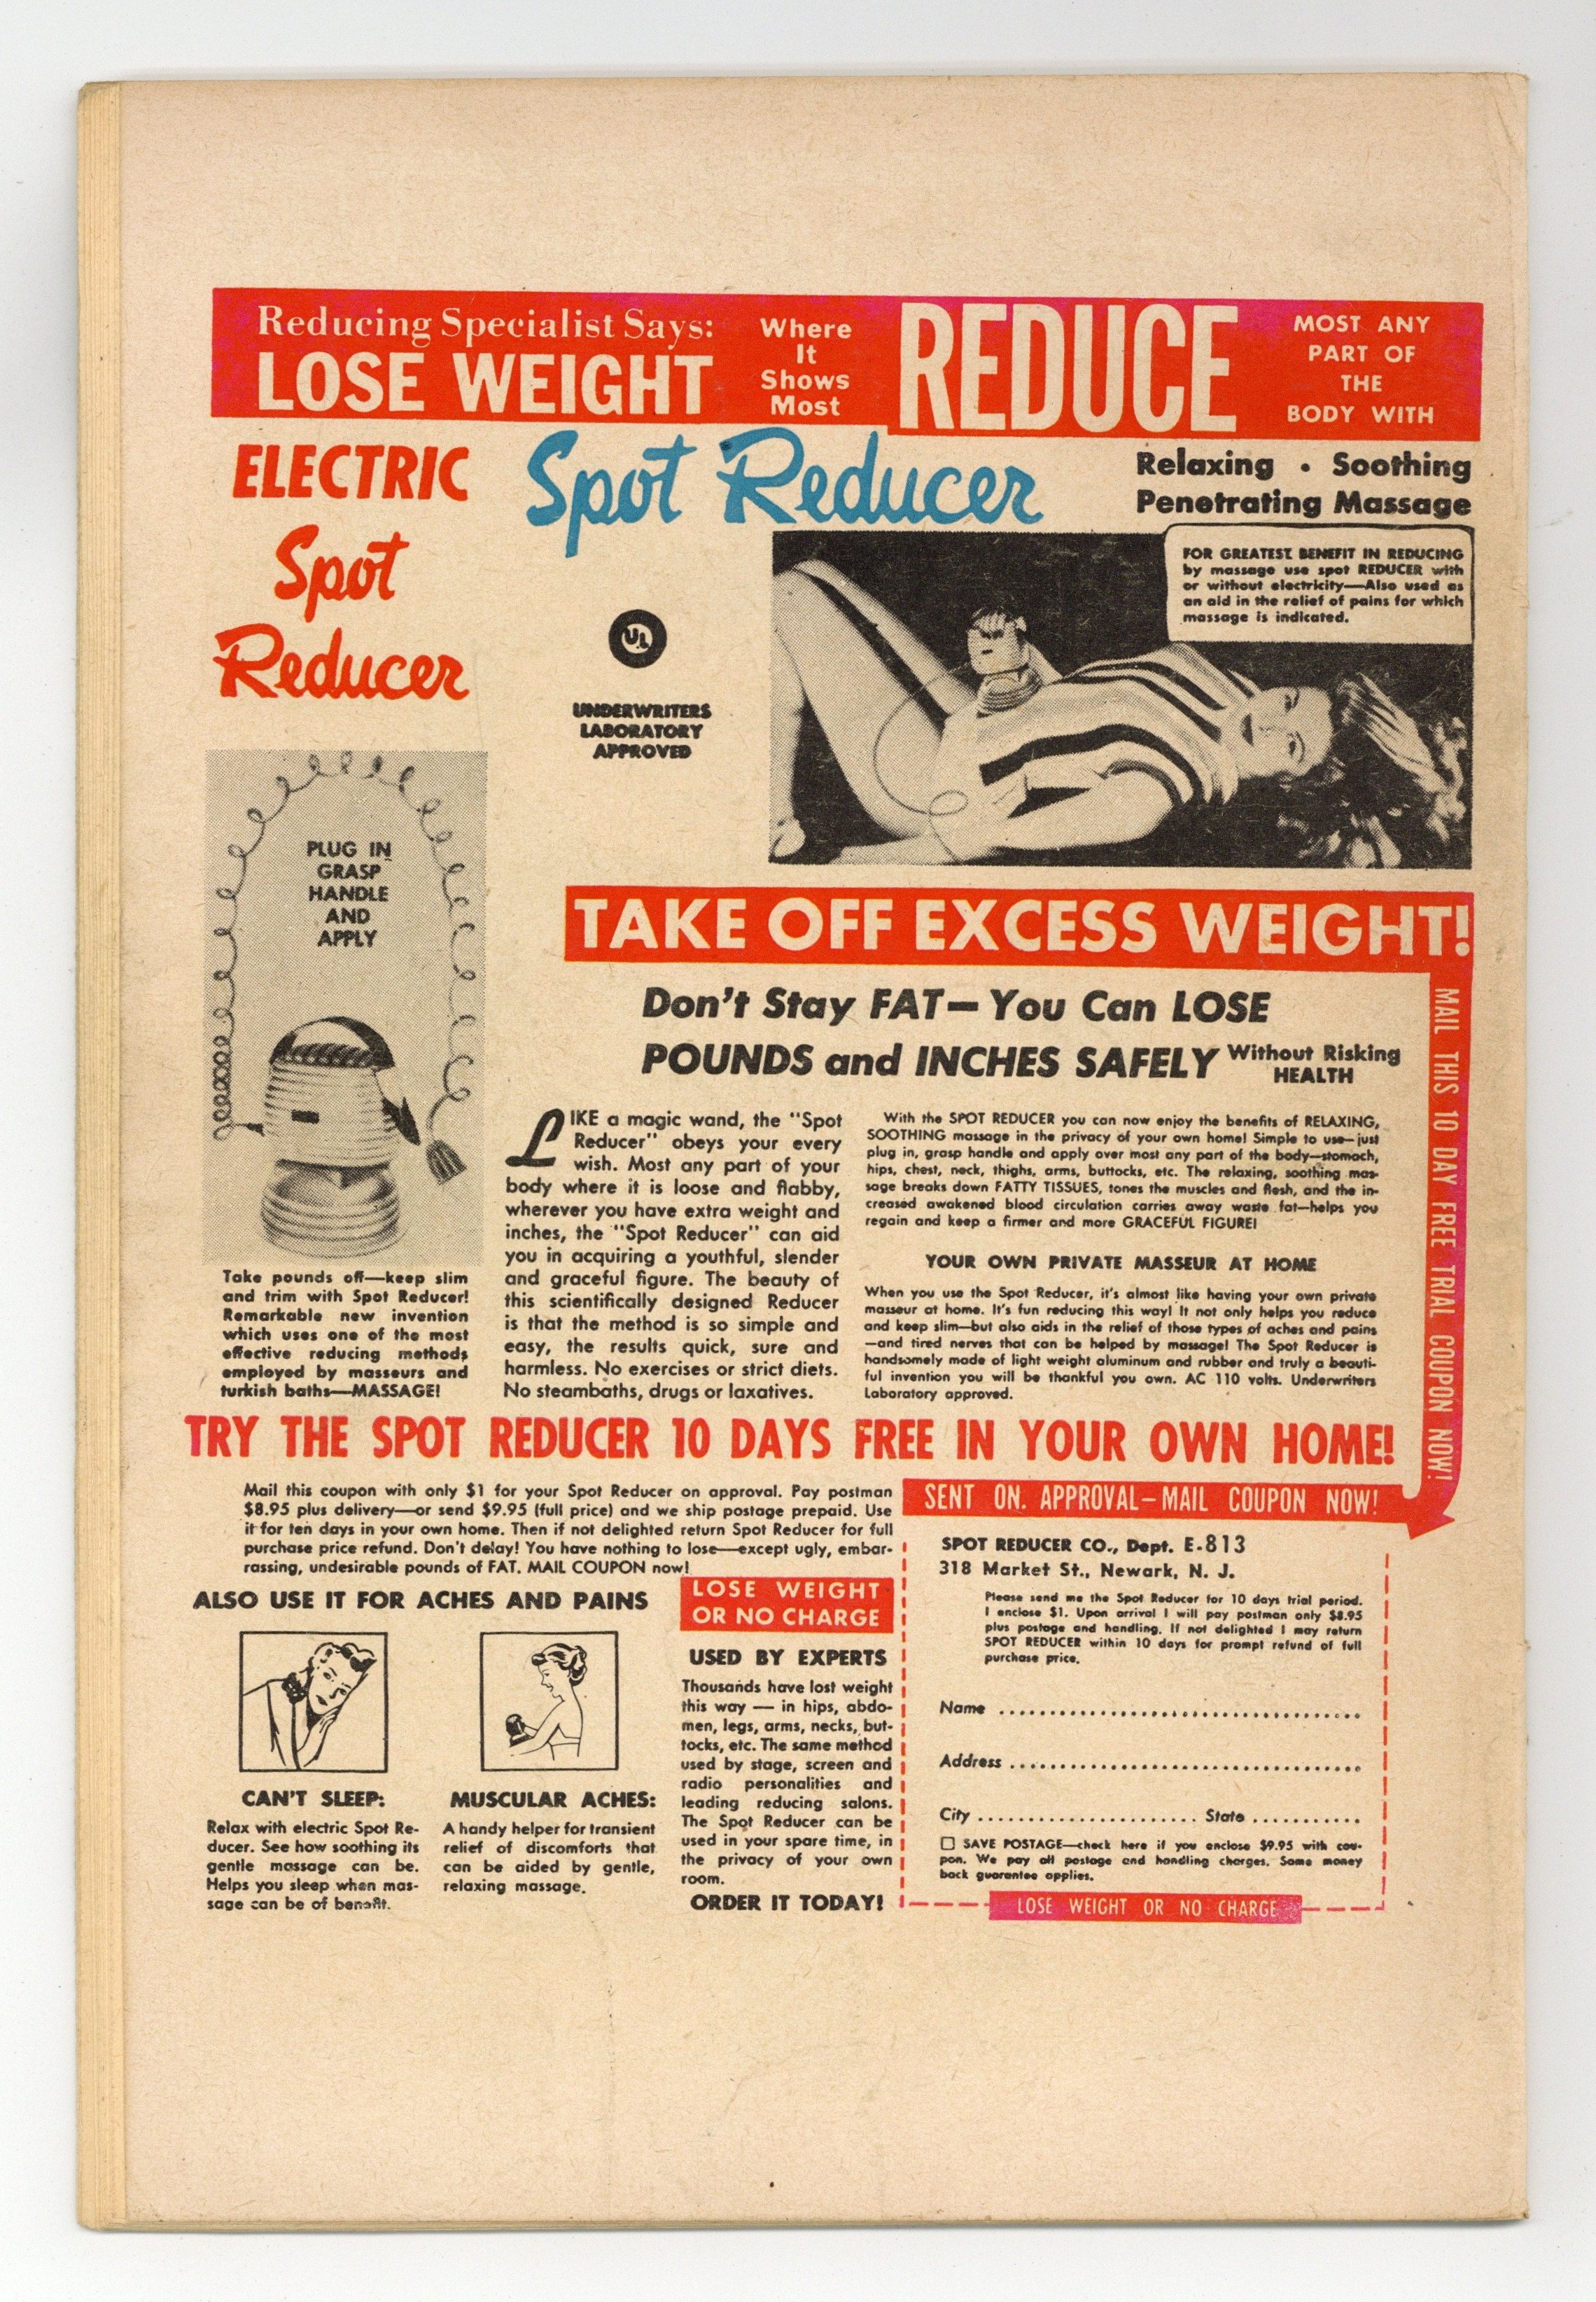 Reducing Specialist Says:
LOSE WEIGHT
Where
It
Shows
Most
REDUCE
MOST ANY
PART OF
THE
BODY WITH
ELECTRIC
Spot
Reducer
Spot Reducer
Relaxing • Soothing
Penetrating Massage
FOR GREATEST BENEFIT IN REDUCING
by massage use spot REDUCER with
or without electricity—Also used as
an aid in the relief of pains for which
massage is indicated.
UL
UNDERWRITERS
LABORATORY
APPROVED
PLUG IN
GRASP
HANDLE
AND
APPLY
Take pounds off—keep slim
and trim with Spot Reducer!
Remarkable new invention
which uses one of the most
effective reducing methods
employed by masseurs and
turkish baths—MASSAGE!
TAKE OFF EXCESS WEIGHT!
Don't Stay FAT— You Can LOSE
POUNDS and INCHES SAFELY Without Risking
HEALTH
MAIL THIS 10 DAY FREE TRIAL COUPON NOW!
LIKE a magic wand, the "Spot
Reducer" obeys your every
wish. Most any part of your
body where it is loose and flabby,
wherever you have extra weight and
inches, the "Spot Reducer" can aid
you in acquiring a youthful, slender
and graceful figure. The beauty of
this scientifically designed Reducer
is that the method is so simple and
easy, the results quick, sure and
harmless. No exercises or strict diets.
No steambaths, drugs or laxatives.
With the SPOT REDUCER you can now enjoy the benefits of RELAXING,
SOOTHING massage in the privacy of your own home! Simple to use—just
plug in, grasp handle and apply over most any part of the body—stomach,
hips, chest, neck, thighs, arms, buttocks, etc. The relaxing, soothing mas-
sage breaks down FATTY TISSUES, tones the muscles and flesh, and the in-
creased awakened blood circulation carries away waste fat—helps you
regain and keep a firmer and more GRACEFUL FIGURE!
YOUR OWN PRIVATE MASSEUR AT HOME
When you use the Spot Reducer, it's almost like having your own private
masseur at home. It's fun reducing this way! It not only helps you reduce
and keep slim—but also aids in the relief of those types of aches and pains
—and tired nerves that can be helped by massage! The Spot Reducer is
handsomely made of light weight aluminum and rubber and truly a beauti-
ful invention you will be thankful you own. AC 110 volts. Underwriters
Laboratory approved.
TRY THE SPOT REDUCER 10 DAYS FREE IN YOUR OWN HOME!
Mail this coupon with only $1 for your Spot Reducer on approval. Pay postman
$8.95 plus delivery—or send $9.95 (full price) and we ship postage prepaid. Use
it for ten days in your own home. Then if not delighted return Spot Reducer for full
purchase price refund. Don't delay! You have nothing to lose—except ugly, embar-
rassing, undesirable pounds of FAT. MAIL COUPON now!
ALSO USE IT FOR ACHES AND PAINS
CAN'T SLEEP:
Relax with electric Spot Re-
ducer. See how soothing its
gentle massage can be.
Helps you sleep when mas-
sage can be of benefit.
MUSCULAR ACHES:
A handy helper for transient
relief of discomforts that
can be aided by gentle,
relaxing massage.
LOSE WEIGHT
OR NO CHARGE
USED BY EXPERTS
Thousands have lost weight
this way — in hips, abdo-
men, legs, arms, necks, but-
tocks, etc. The same method
used by stage, screen and
radio personalities and
leading reducing salons.
The Spot Reducer can be
used in your spare time, in
the privacy of your own
room.
ORDER IT TODAY!
SENT ON. APPROVAL—MAIL COUPON NOW!
SPOT REDUCER CO., Dept. E-813
318 Market St., Newark, N. J.
Please send me the Spot Reducer for 10 days trial period.
I enclose $1. Upon arrival I will pay postman only $8.95
plus postage and handling. If not delighted I may return
SPOT REDUCER within 10 days for prompt refund of full
purchase price.
Name ....................................
Address ..................................
City ...................... State ...........
☐ SAVE POSTAGE—check here if you enclose $9.95 with cou-
pon. We pay all postage and handling charges. Same money
back guarantee applies.
LOSE WEIGHT OR NO CHARGE